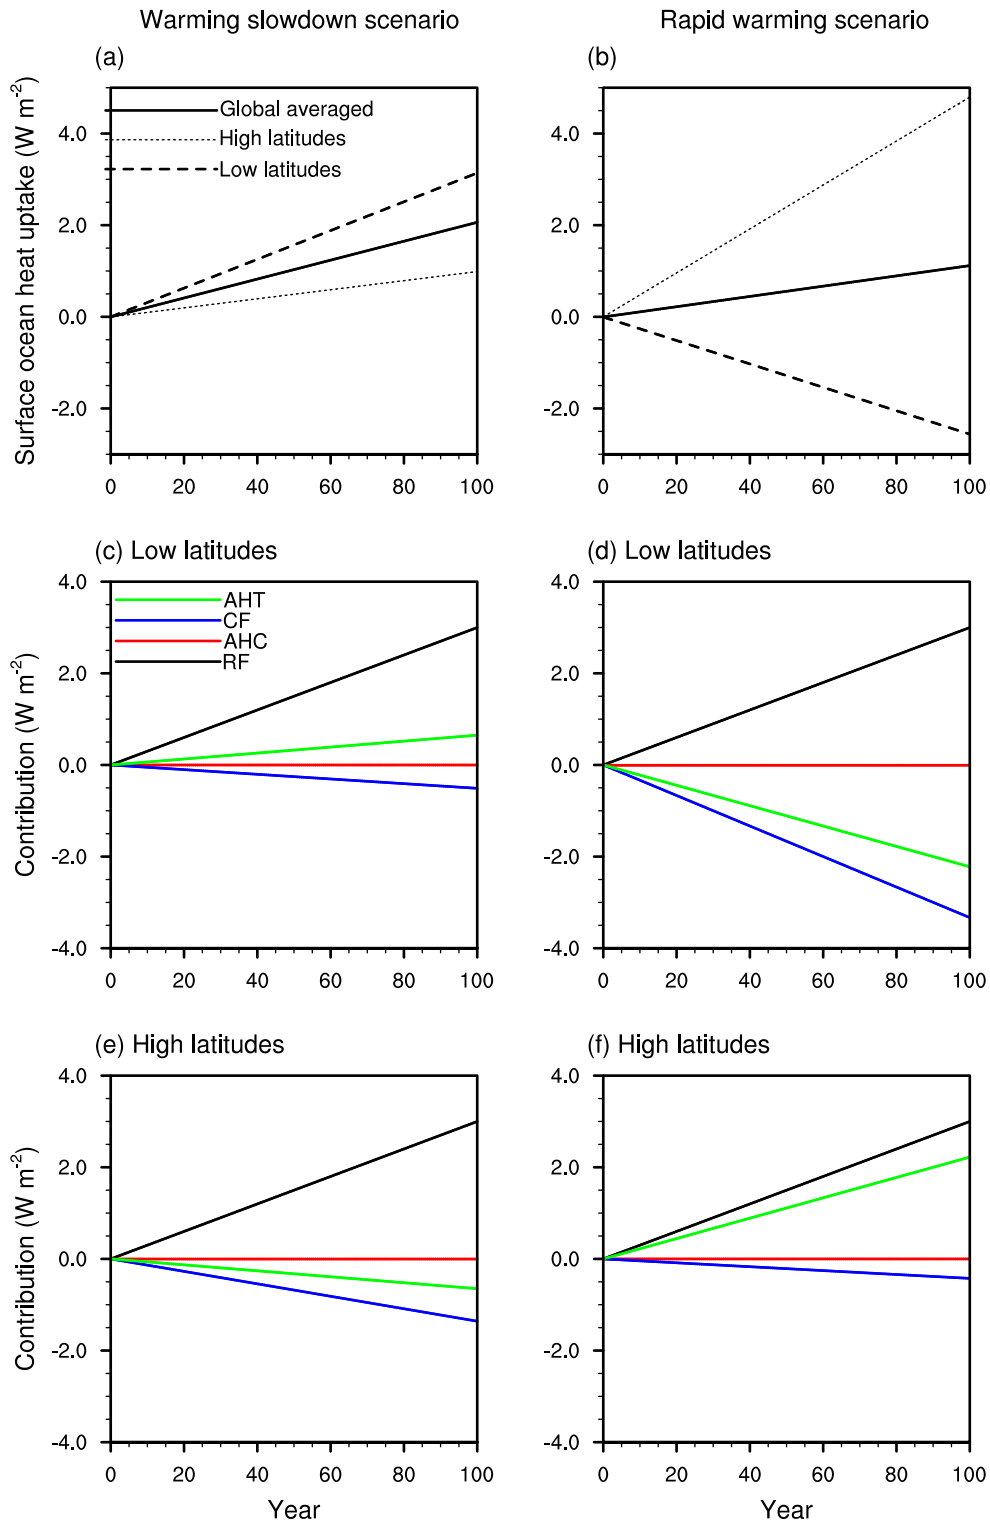 Warming slowdown scenario
Rapid warming scenario
(a)
(b)
Surface ocean heat uptake (W m-2)
4.0
2.0
0.0
-2.0
Global averaged
High latitudes
Low latitudes
0 20 40 60 80 100
4.0
2.0
0.0
-2.0
0 20 40 60 80 100
(c) Low latitudes
(d) Low latitudes
Contribution (W m-2)
4.0
2.0
0.0
-2.0
-4.0
AHT
CF
AHC
RF
0 20 40 60 80 100
4.0
2.0
0.0
-2.0
-4.0
0 20 40 60 80 100
(e) High latitudes
(f) High latitudes
Contribution (W m-2)
4.0
2.0
0.0
-2.0
-4.0
0 20 40 60 80 100
Year
4.0
2.0
0.0
-2.0
-4.0
0 20 40 60 80 100
Year